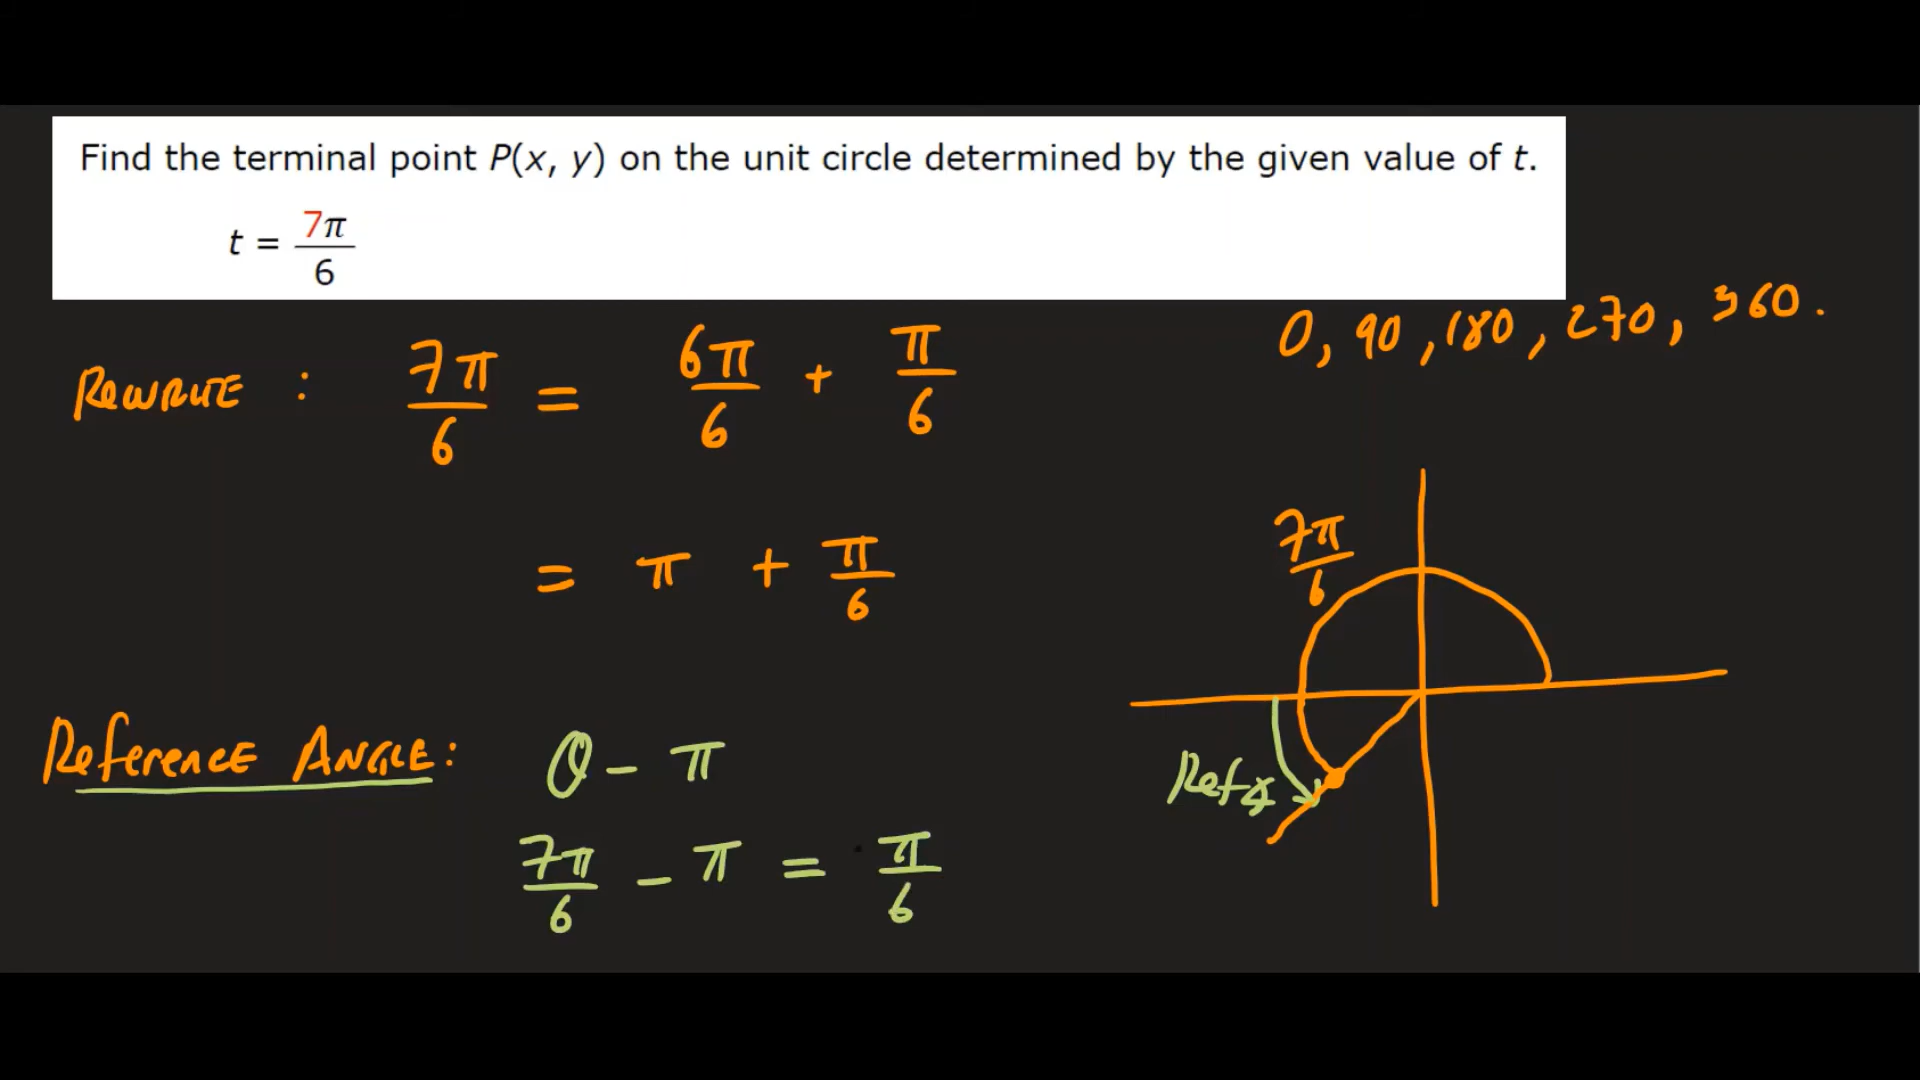 Find the terminal point P(x, y) on the unit circle determined by the given value of t.
t = 7π/6
0, 90, 180, 270, 360.
REWRITE : 7π/6 = 6π/6 + π/6
= π + π/6
7π/6
Reference ANGLE: θ - π
Ref∡
7π/6 - π = π/6